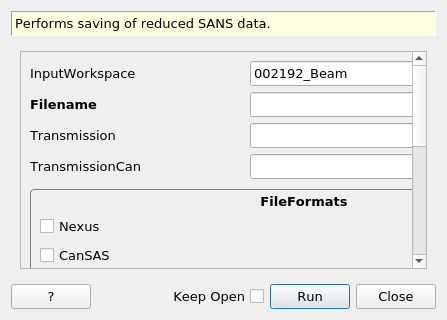 Performs saving of reduced SANS data.
InputWorkspace 002192_Beam
Filename
Transmission
TransmissionCan
FileFormats
Nexus
CanSAS
? Keep Open Run Close